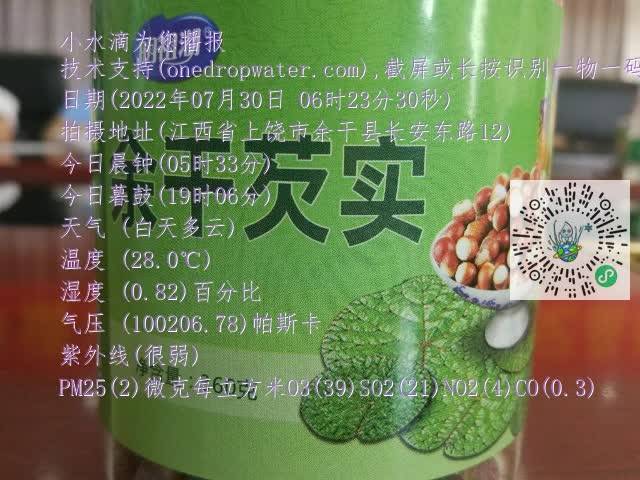 小水滴为您播报
技术支持(onedropwater.com),截屏或长按识别一物一码
日期(2022年07月30日 06时23分30秒)
拍摄地址(江西省上饶市余干县长安东路12)
今日晨钟(05时33分)
今日暮鼓(19时06分)
余干芡实
天气 (白天多云)
温度 (28.0℃)
湿度 (0.82)百分比
气压 (100206.78)帕斯卡
紫外线(很弱)
净含量:260克
PM25(2)微克每立方米O3(39)SO2(21)NO2(4)CO(0.3)